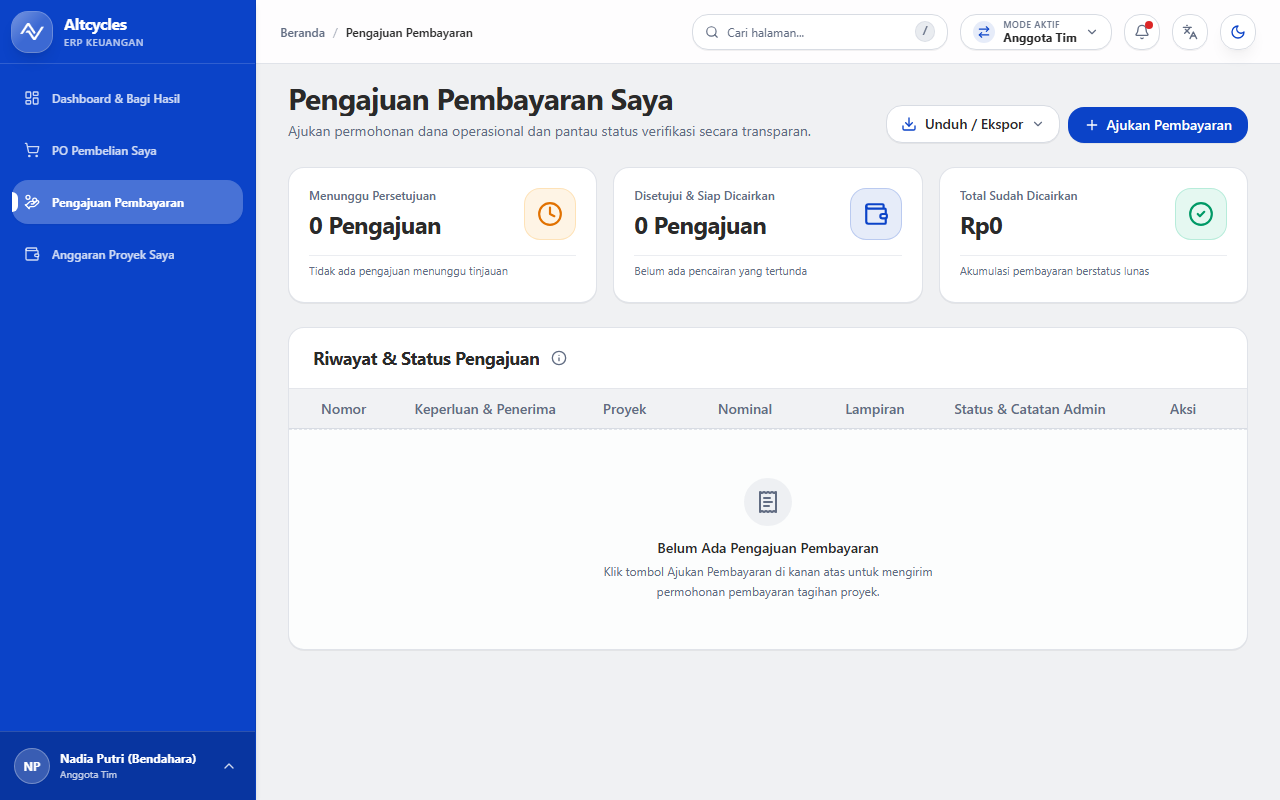 Altcycles
ERP KEUANGAN
Dashboard & Bagi Hasil
PO Pembelian Saya
Pengajuan Pembayaran
Anggaran Proyek Saya
NP
Nadia Putri (Bendahara)
Anggota Tim
Beranda / Pengajuan Pembayaran
Cari halaman...
/
MODE AKTIF
Anggota Tim
Pengajuan Pembayaran Saya
Ajukan permohonan dana operasional dan pantau status verifikasi secara transparan.
Unduh / Ekspor
Ajukan Pembayaran
Menunggu Persetujuan
0 Pengajuan
Tidak ada pengajuan menunggu tinjauan
Disetujui & Siap Dicairkan
0 Pengajuan
Belum ada pencairan yang tertunda
Total Sudah Dicairkan
Rp0
Akumulasi pembayaran berstatus lunas
Riwayat & Status Pengajuan
Nomor Keperluan & Penerima Proyek Nominal Lampiran Status & Catatan Admin Aksi
Belum Ada Pengajuan Pembayaran
Klik tombol Ajukan Pembayaran di kanan atas untuk mengirim
permohonan pembayaran tagihan proyek.